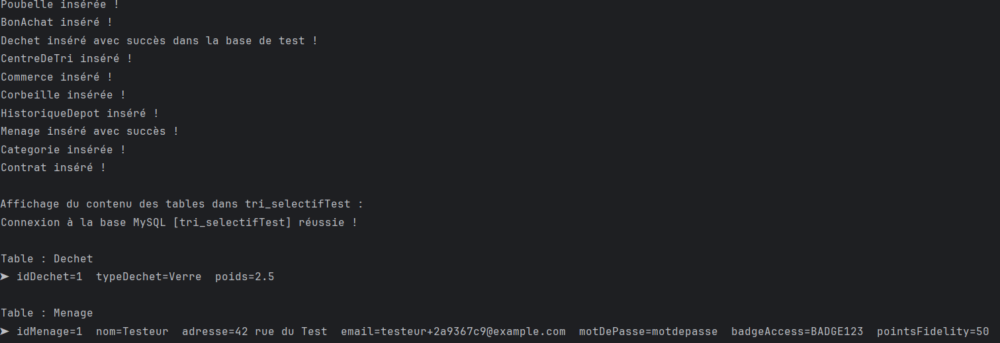 Poubelle insérée !
BonAchat inséré !
Dechet inséré avec succès dans la base de test !
CentreDeTri inséré !
Commerce inséré !
Corbeille insérée !
HistoriqueDepot inséré !
Menage inséré avec succès !
Categorie insérée !
Contrat inséré !
Affichage du contenu des tables dans tri_selectifTest :
Connexion à la base MySQL [tri_selectifTest] réussie !
Table : Dechet
➤ idDechet=1  typeDechet=Verre  poids=2.5
Table : Menage
➤ idMenage=1  nom=Testeur  adresse=42 rue du Test  email=testeur+2a9367c9@example.com  motDePasse=motdepasse  badgeAccess=BADGE123  pointsFidelity=50